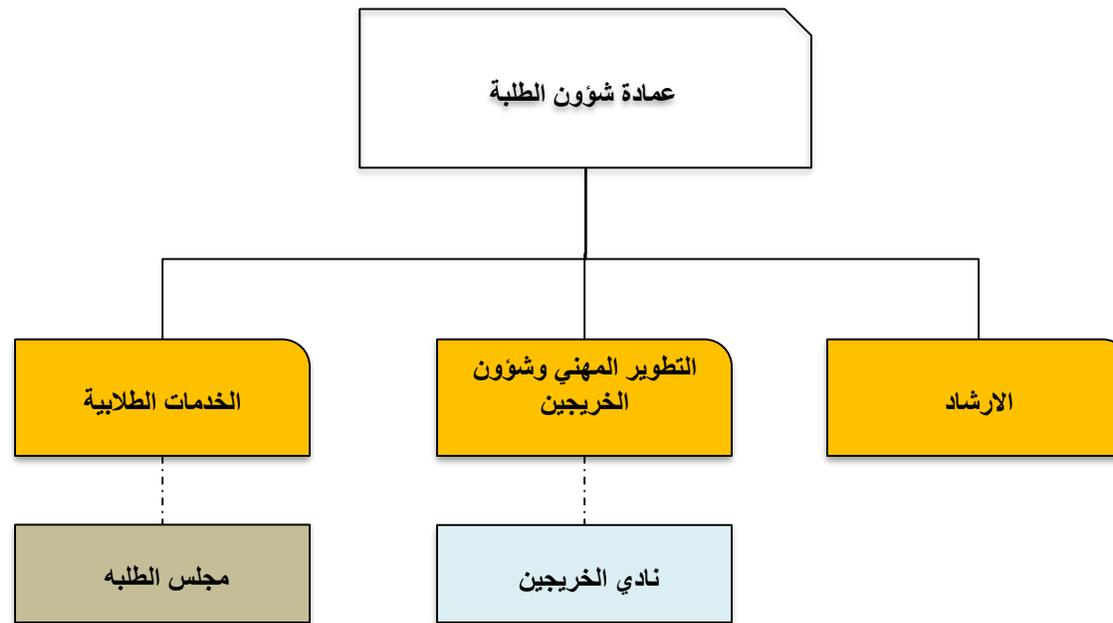 عمادة شؤون الطلبة
الارشاد
التطوير المهني وشؤون
الخريجين
الخدمات الطلابية
نادي الخريجين
مجلس الطلبه